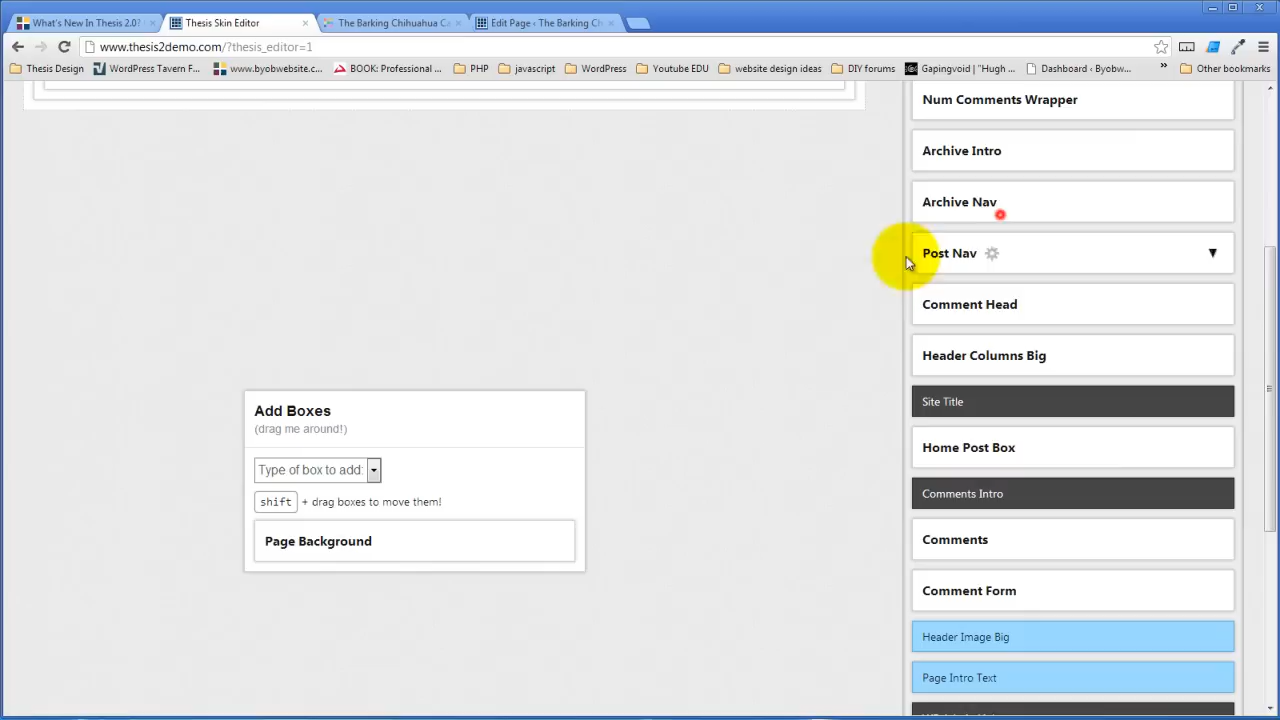 What's New In Thesis 2.0?
Thesis Skin Editor
The Barking Chihuahua Ca
Edit Page ‹ The Barking Ch
www.thesis2demo.com/?thesis_editor=1
Thesis Design
WordPress Tavern F...
www.byobwebsite.c...
BOOK: Professional ...
PHP
javascript
WordPress
Youtube EDU
website design ideas
DIY forums
Gapingvoid | "Hugh ...
Dashboard ‹ Byobw...
»
Other bookmarks
Num Comments Wrapper
Archive Intro
Archive Nav
Post Nav
Comment Head
Header Columns Big
Site Title
Home Post Box
Comments Intro
Comments
Comment Form
Header Image Big
Page Intro Text
Add Boxes
(drag me around!)
Type of box to add:
shift + drag boxes to move them!
Page Background